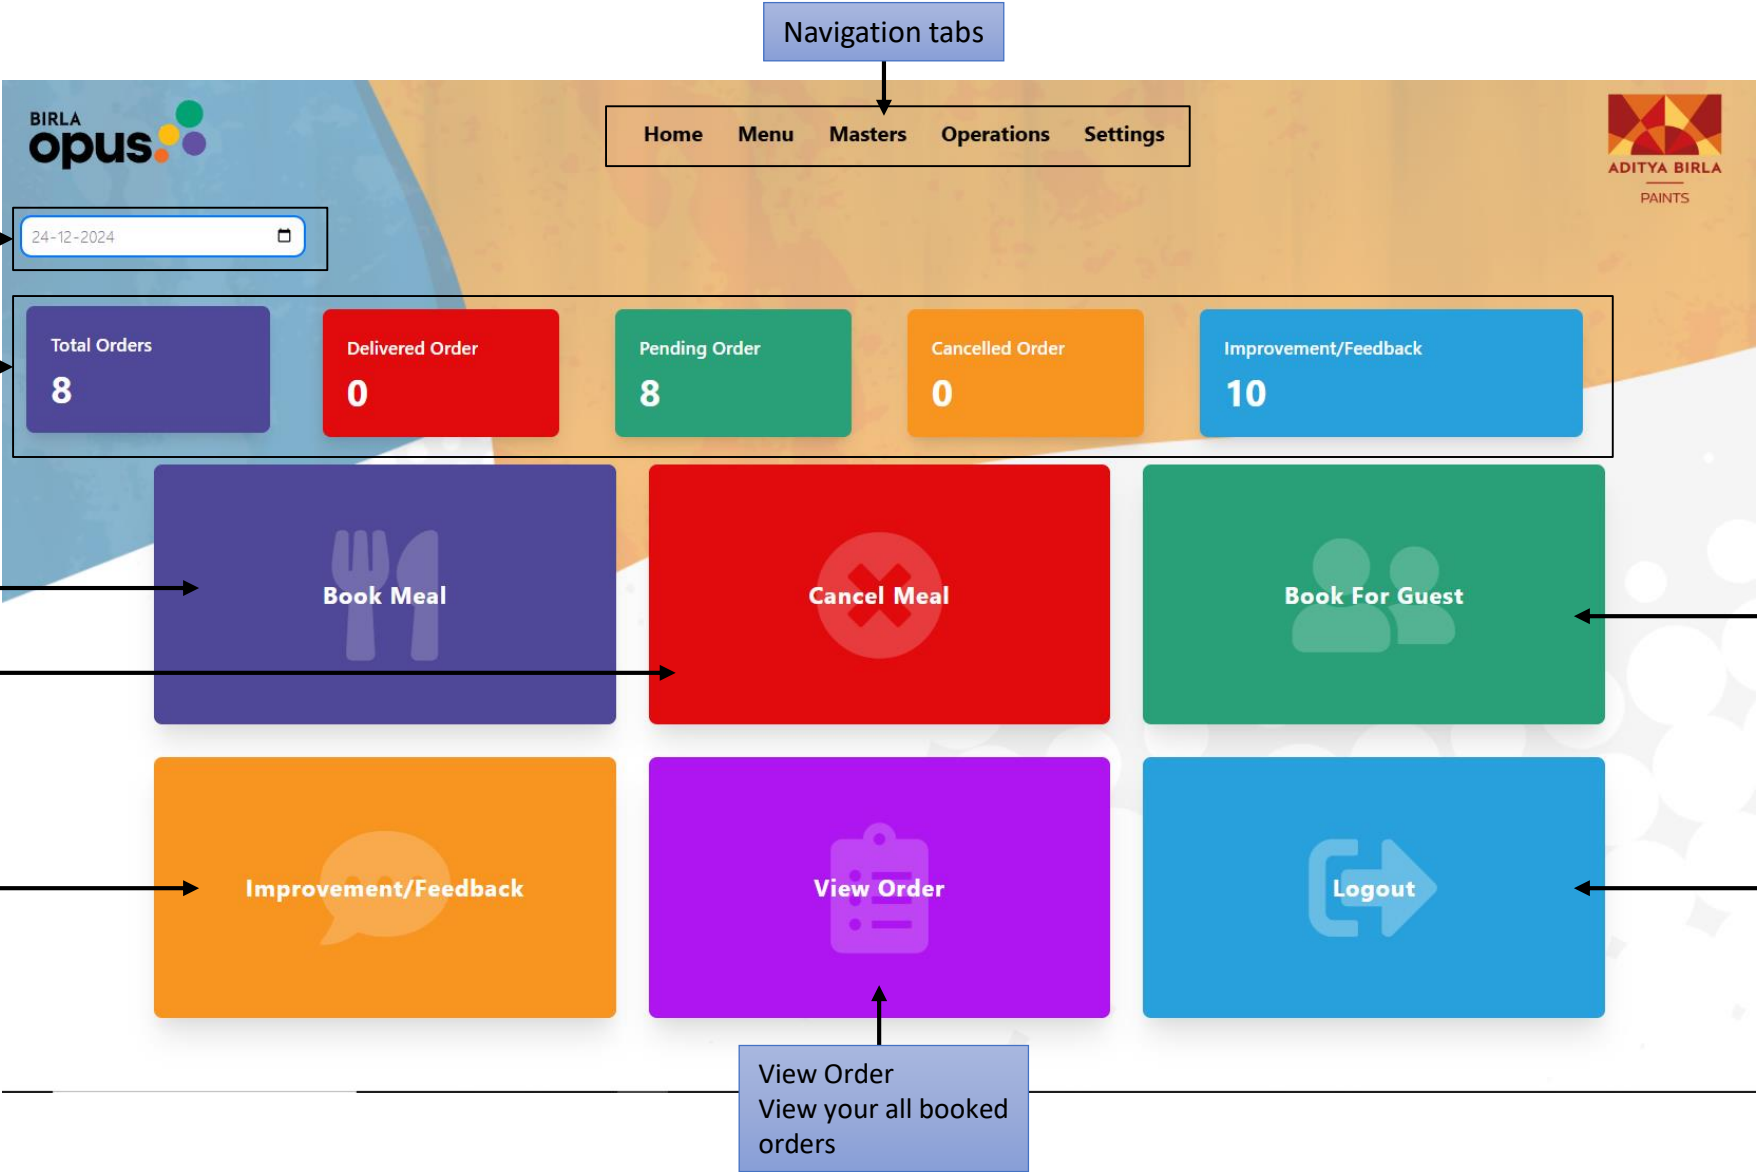 Navigation tabs
BIRLA
opus
Home Menu Masters Operations Settings
ADITYA BIRLA
PAINTS
24-12-2024
Total Orders
8
Delivered Order
0
Pending Order
8
Cancelled Order
0
Improvement/Feedback
10
Book Meal
Cancel Meal
Book For Guest
Improvement/Feedback
View Order
Logout
View Order
View your all booked
orders